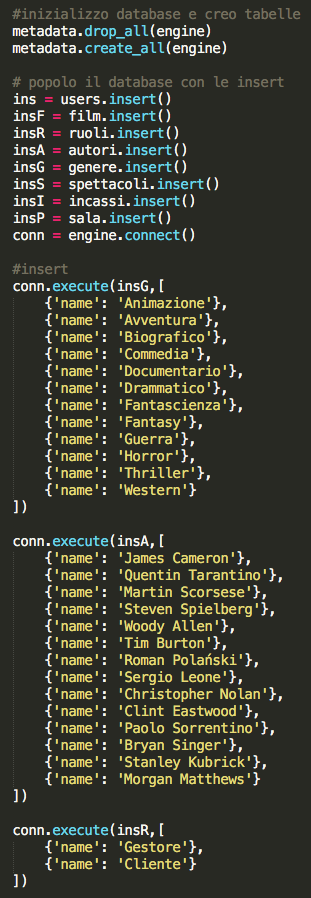 #inizializzo database e creo tabelle
metadata.drop_all(engine)
metadata.create_all(engine)

# popolo il database con le insert
ins = users.insert()
insF = film.insert()
insR = ruoli.insert()
insA = autori.insert()
insG = genere.insert()
insS = spettacoli.insert()
insI = incassi.insert()
insP = sala.insert()
conn = engine.connect()

#insert
conn.execute(insG,[
    {'name': 'Animazione'},
    {'name': 'Avventura'},
    {'name': 'Biografico'},
    {'name': 'Commedia'},
    {'name': 'Documentario'},
    {'name': 'Drammatico'},
    {'name': 'Fantascienza'},
    {'name': 'Fantasy'},
    {'name': 'Guerra'},
    {'name': 'Horror'},
    {'name': 'Thriller'},
    {'name': 'Western'}
])

conn.execute(insA,[
    {'name': 'James Cameron'},
    {'name': 'Quentin Tarantino'},
    {'name': 'Martin Scorsese'},
    {'name': 'Steven Spielberg'},
    {'name': 'Woody Allen'},
    {'name': 'Tim Burton'},
    {'name': 'Roman Polański'},
    {'name': 'Sergio Leone'},
    {'name': 'Christopher Nolan'},
    {'name': 'Clint Eastwood'},
    {'name': 'Paolo Sorrentino'},
    {'name': 'Bryan Singer'},
    {'name': 'Stanley Kubrick'},
    {'name': 'Morgan Matthews'}
])

conn.execute(insR,[
    {'name': 'Gestore'},
    {'name': 'Cliente'}
])